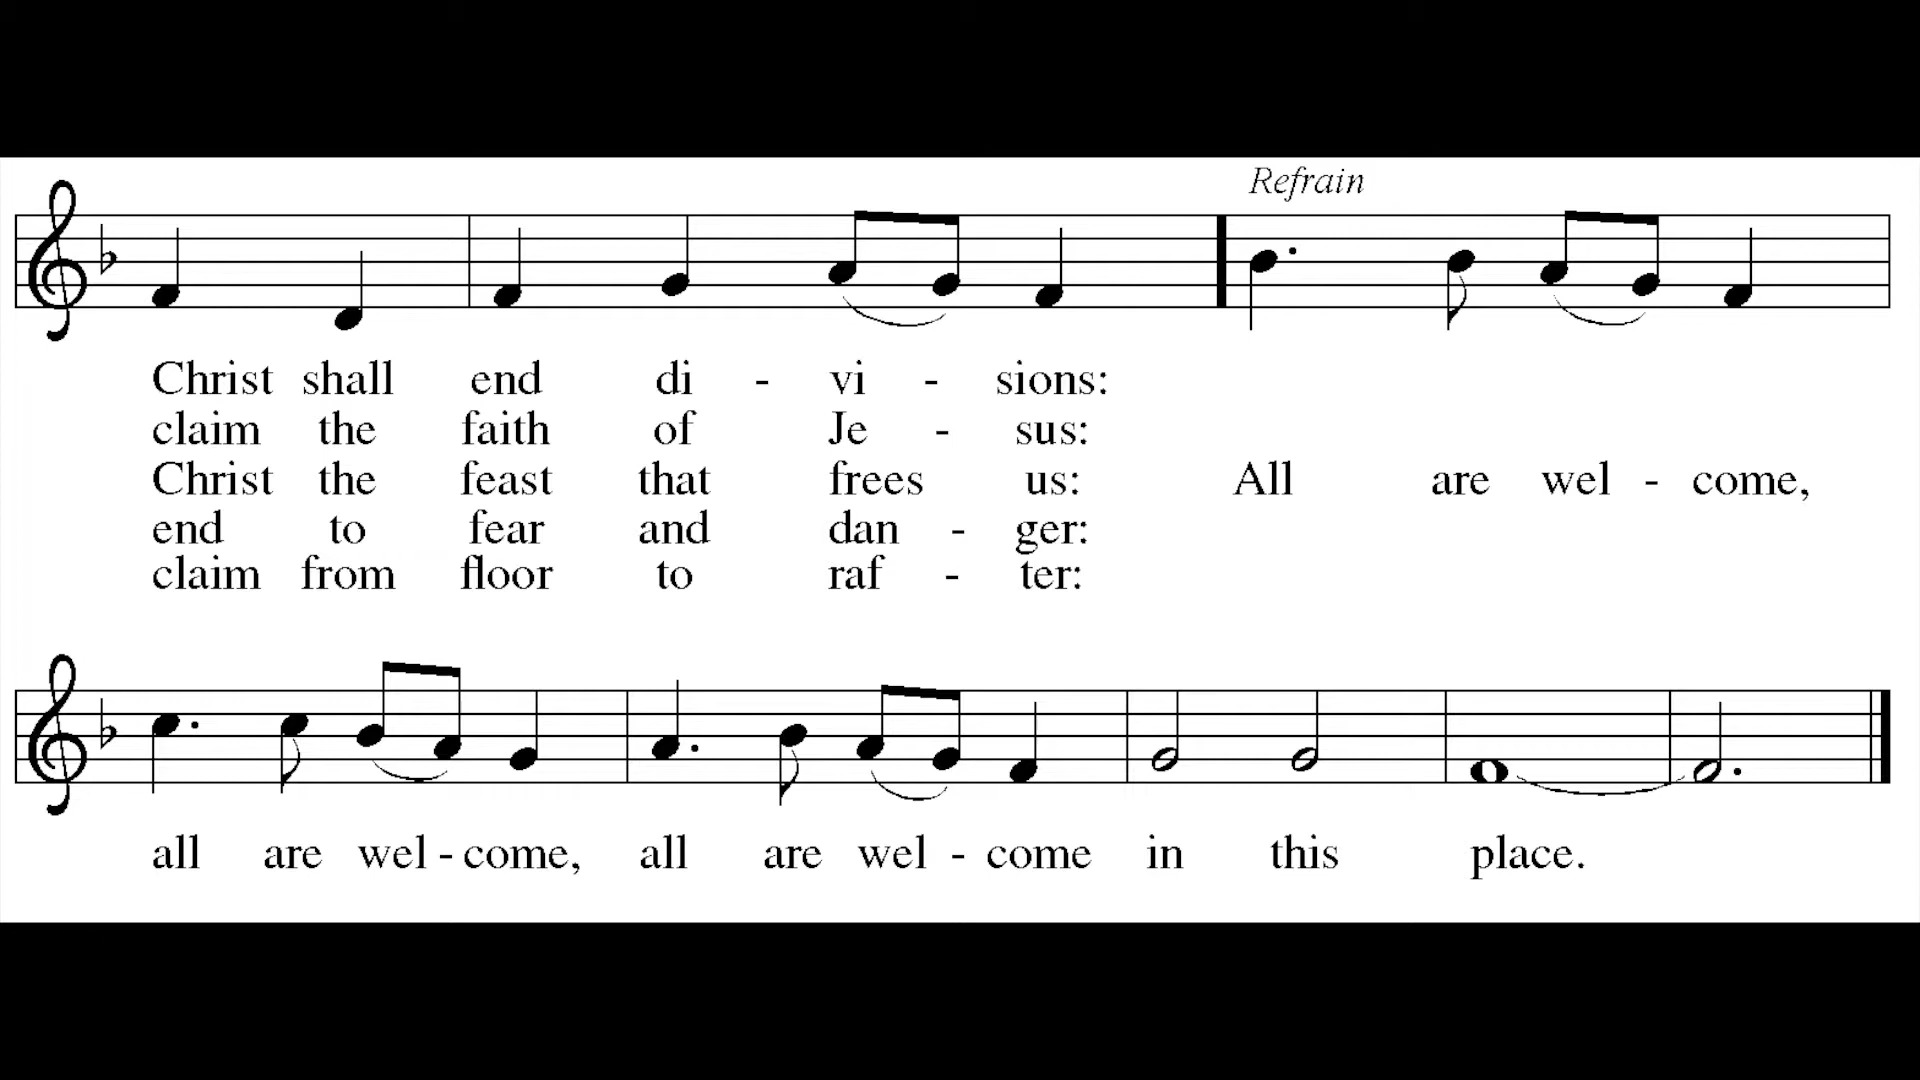 Refrain
Christ shall end di - vi - sions:
claim the faith of Je - sus:
Christ the feast that frees us: All are wel - come,
end to fear and dan - ger:
claim from floor to raf - ter:
all are wel - come, all are wel - come in this place.